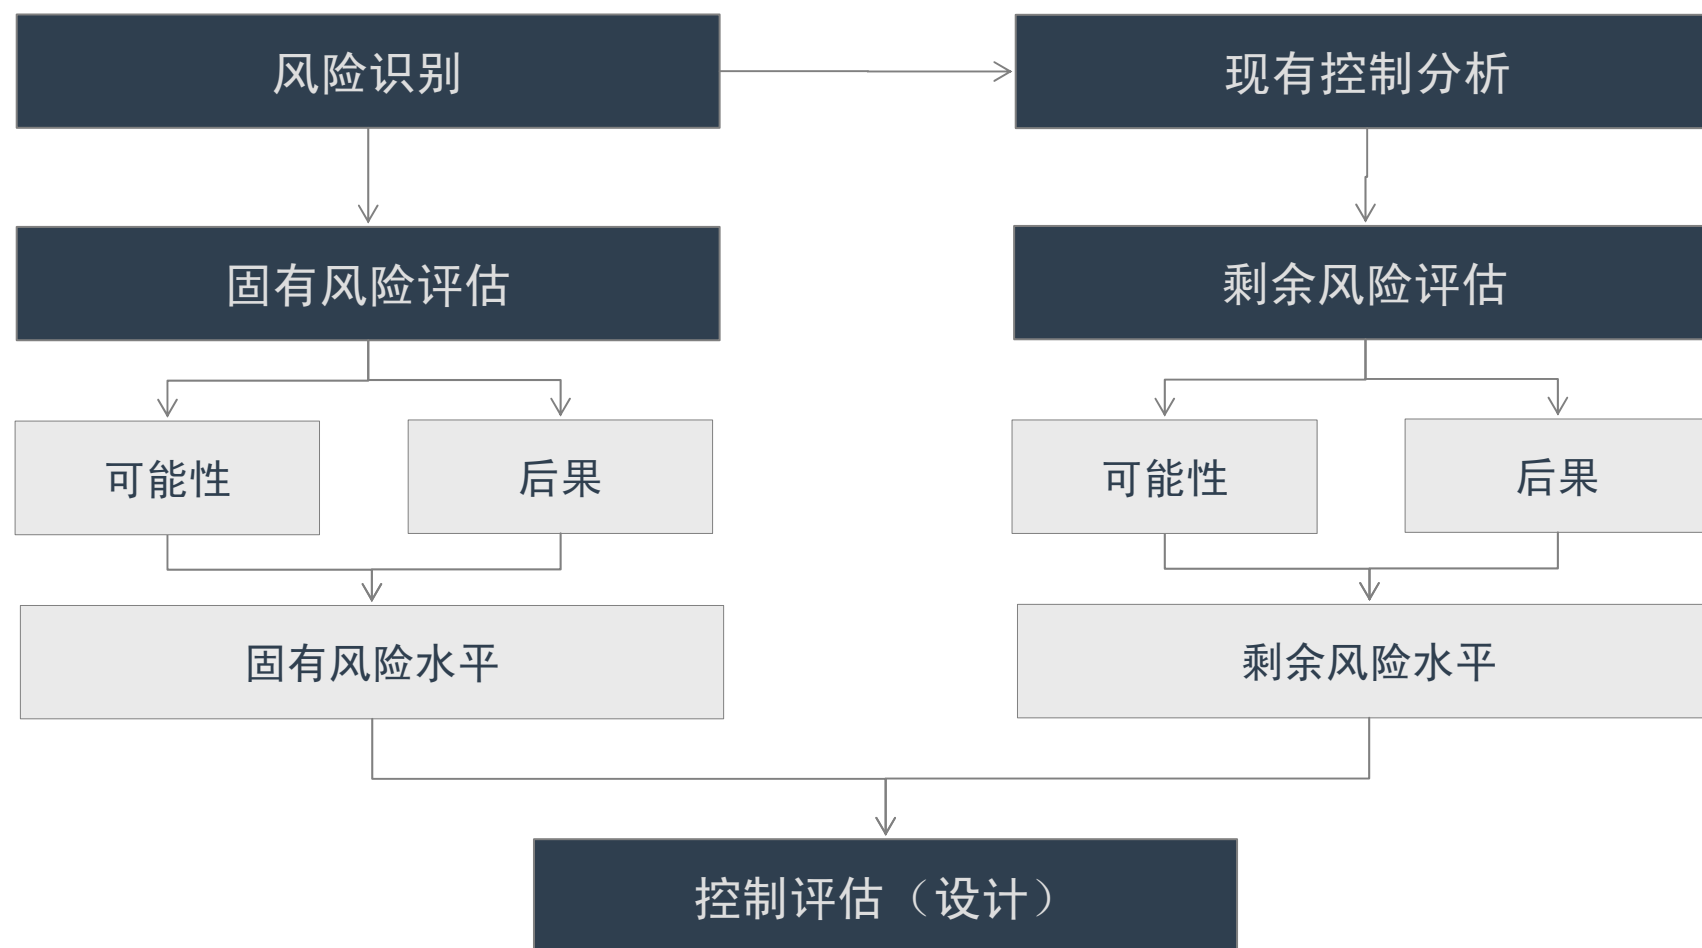 风险识别
现有控制分析
固有风险评估
剩余风险评估
可能性
后果
可能性
后果
固有风险水平
剩余风险水平
控制评估（设计）